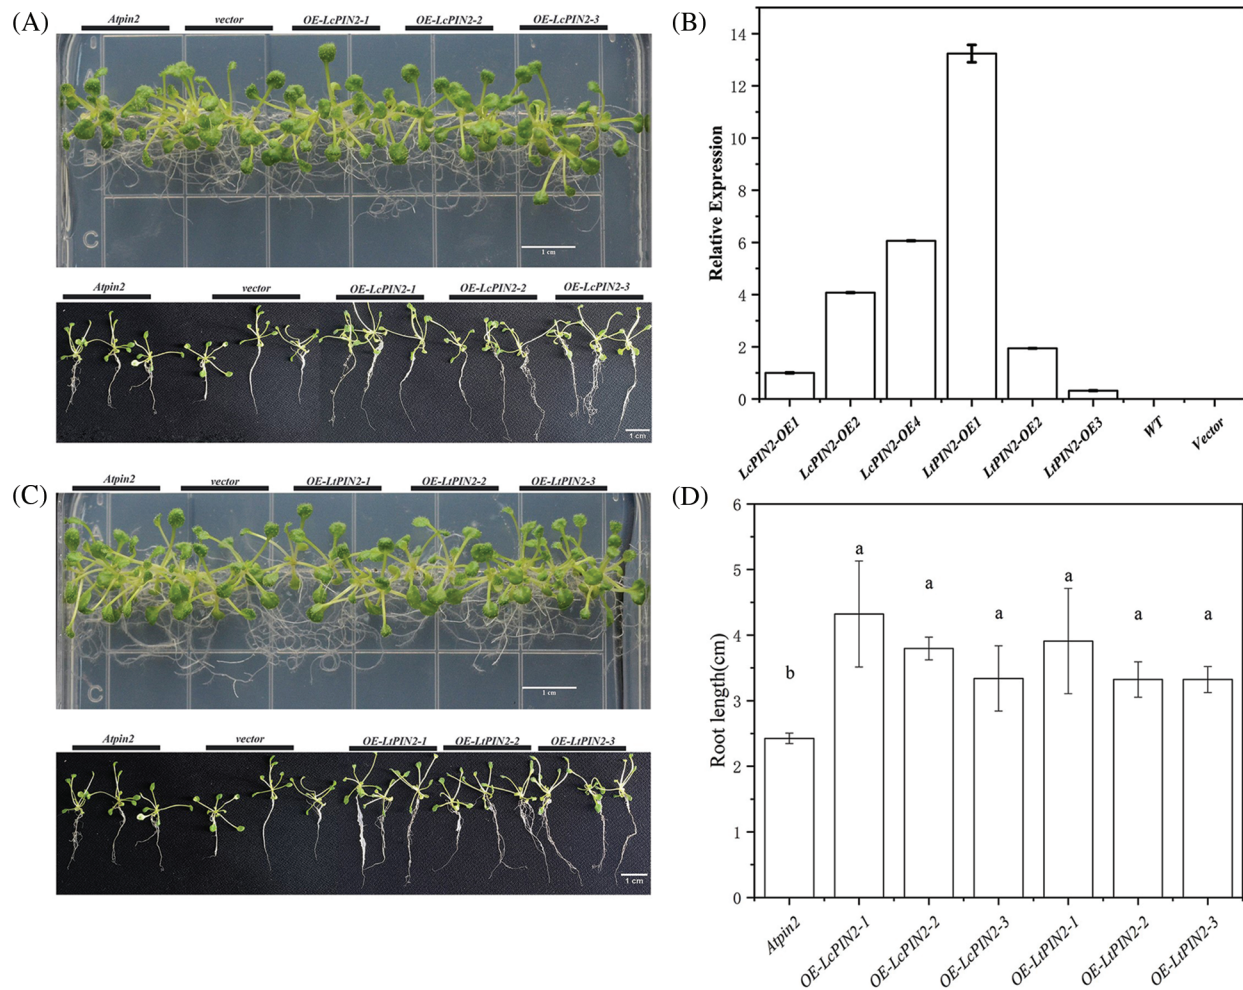 (A)
Atpin2 vector OE-LcPIN2-1 OE-LcPIN2-2 OE-LcPIN2-3
A
B
C
1 cm
Atpin2 vector OE-LcPIN2-1 OE-LcPIN2-2 OE-LcPIN2-3
1 cm
(B)
Relative Expression
14
12
10
8
6
4
2
0
LcPIN2-OE1 LcPIN2-OE2 LcPIN2-OE4 LtPIN2-OE1 LtPIN2-OE2 LtPIN2-OE3 WT Vector
(C)
Atpin2 vector OE-LtPIN2-1 OE-LtPIN2-2 OE-LtPIN2-3
A
C
1 cm
Atpin2 vector OE-LtPIN2-1 OE-LtPIN2-2 OE-LtPIN2-3
1 cm
(D)
Root length(cm)
6
5
4
3
2
1
0
b a a a a a a
Atpin2 OE-LcPIN2-1 OE-LcPIN2-2 OE-LcPIN2-3 OE-LtPIN2-1 OE-LtPIN2-2 OE-LtPIN2-3